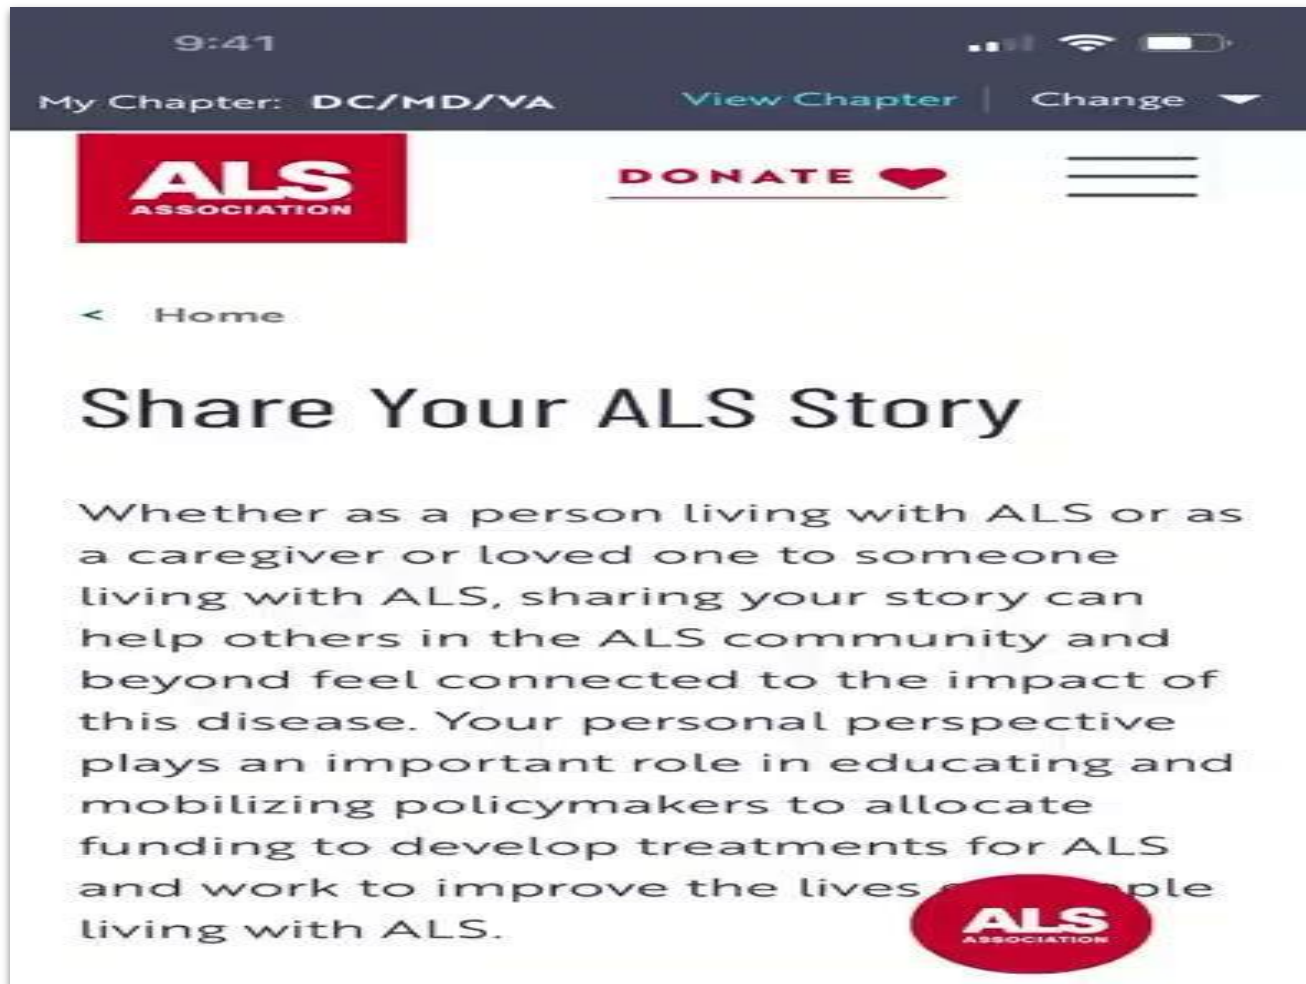 9:41
My Chapter: DC/MD/VA View Chapter | Change
ALS
ASSOCIATION
DONATE
< Home
Share Your ALS Story
Whether as a person living with ALS or as
a caregiver or loved one to someone
living with ALS, sharing your story can
help others in the ALS community and
beyond feel connected to the impact of
this disease. Your personal perspective
plays an important role in educating and
mobilizing policymakers to allocate
funding to develop treatments for ALS
and work to improve the lives
living with ALS.
ALS
ASSOCIATION